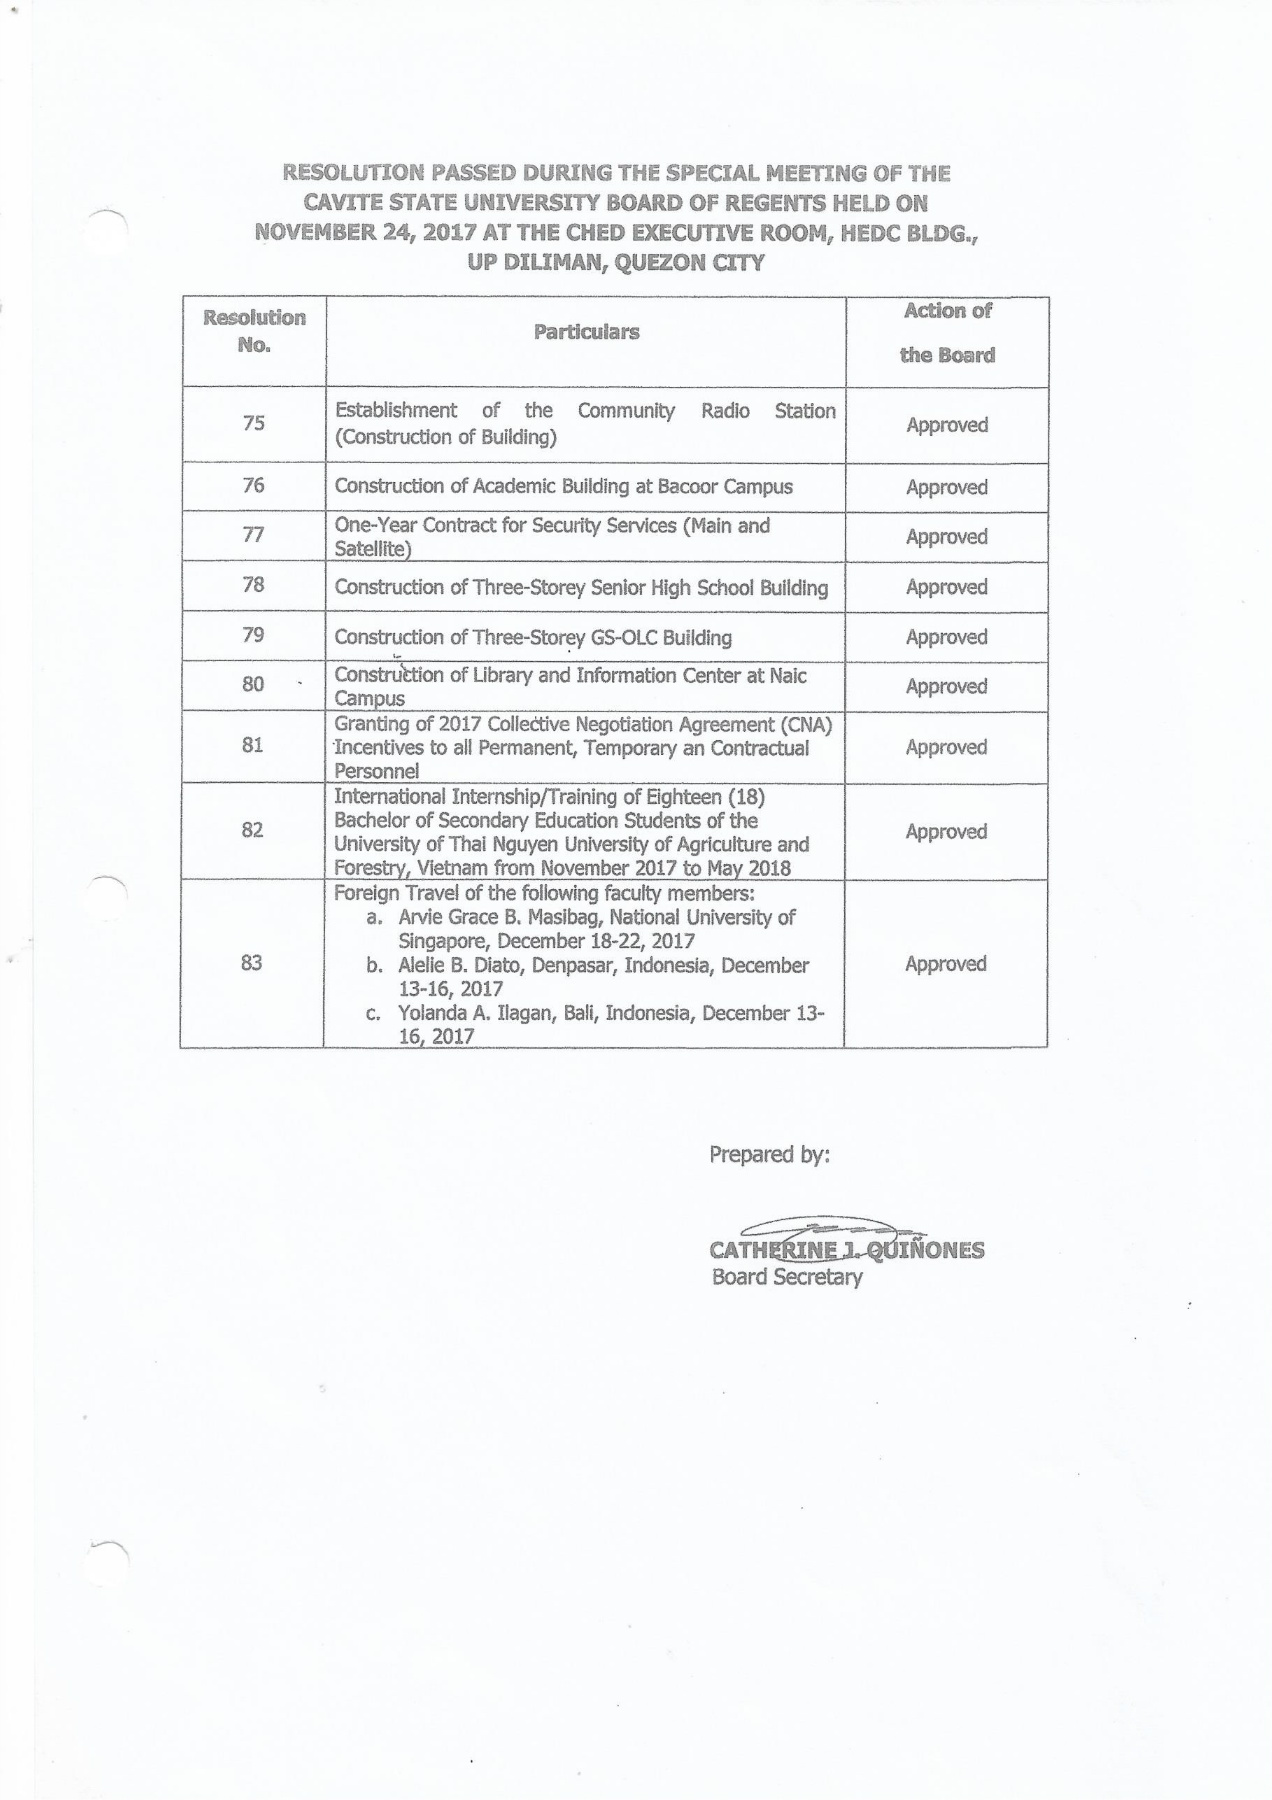 RESOLUTION PASSED DURING THE SPECIAL MEETING OF THE
CAVITE STATE UNIVERSITY BOARD OF REGENTS HELD ON
NOVEMBER 24, 2017 AT THE CHED EXECUTIVE ROOM, HEDC BLDG.,
UP DILIMAN, QUEZON CITY
Resolution
No.
Particulars
Action of
the Board
75
Establishment of the Community Radio Station
(Construction of Building)
Approved
76
Construction of Academic Building at Bacoor Campus
Approved
77
One-Year Contract for Security Services (Main and
Satellite)
Approved
78
Construction of Three-Storey Senior High School Building
Approved
79
Construction of Three-Storey GS-OLC Building
Approved
80
Construction of Library and Information Center at Naic
Campus
Approved
81
Granting of 2017 Collective Negotiation Agreement (CNA)
Incentives to all Permanent, Temporary an Contractual
Personnel
Approved
82
International Internship/Training of Eighteen (18)
Bachelor of Secondary Education Students of the
University of Thai Nguyen University of Agriculture and
Forestry, Vietnam from November 2017 to May 2018
Approved
83
Foreign Travel of the following faculty members:
a. Arvie Grace B. Masibag, National University of
Singapore, December 18-22, 2017
b. Alelie B. Diato, Denpasar, Indonesia, December
13-16, 2017
c. Yolanda A. Ilagan, Bali, Indonesia, December 13-
16, 2017
Approved
Prepared by:
CATHERINE J. QUIÑONES
Board Secretary